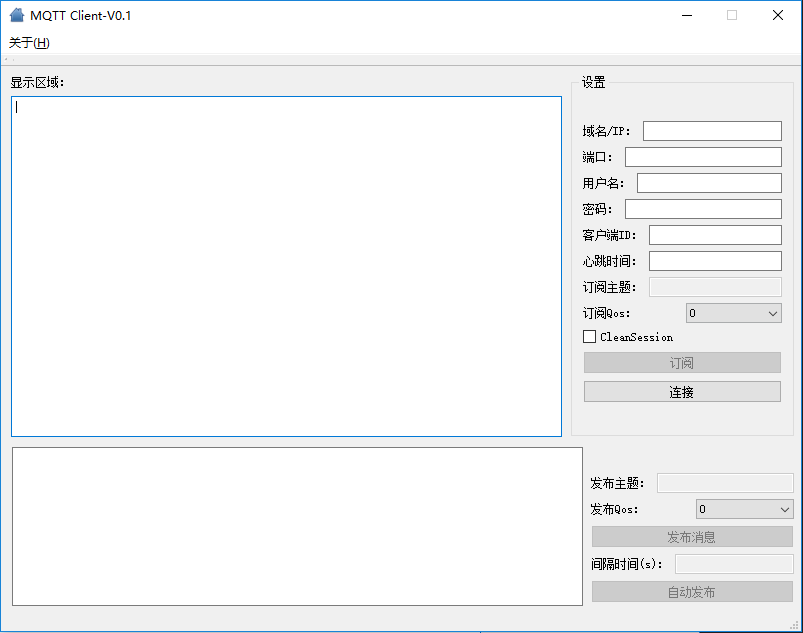 MQTT Client-V0.1
关于(H)
显示区域:
设置
域名/IP:
端口:
用户名:
密码:
客户端ID:
心跳时间:
订阅主题:
订阅Qos:
0
CleanSession
订阅
连接
发布主题:
发布Qos:
0
发布消息
间隔时间(s):
自动发布